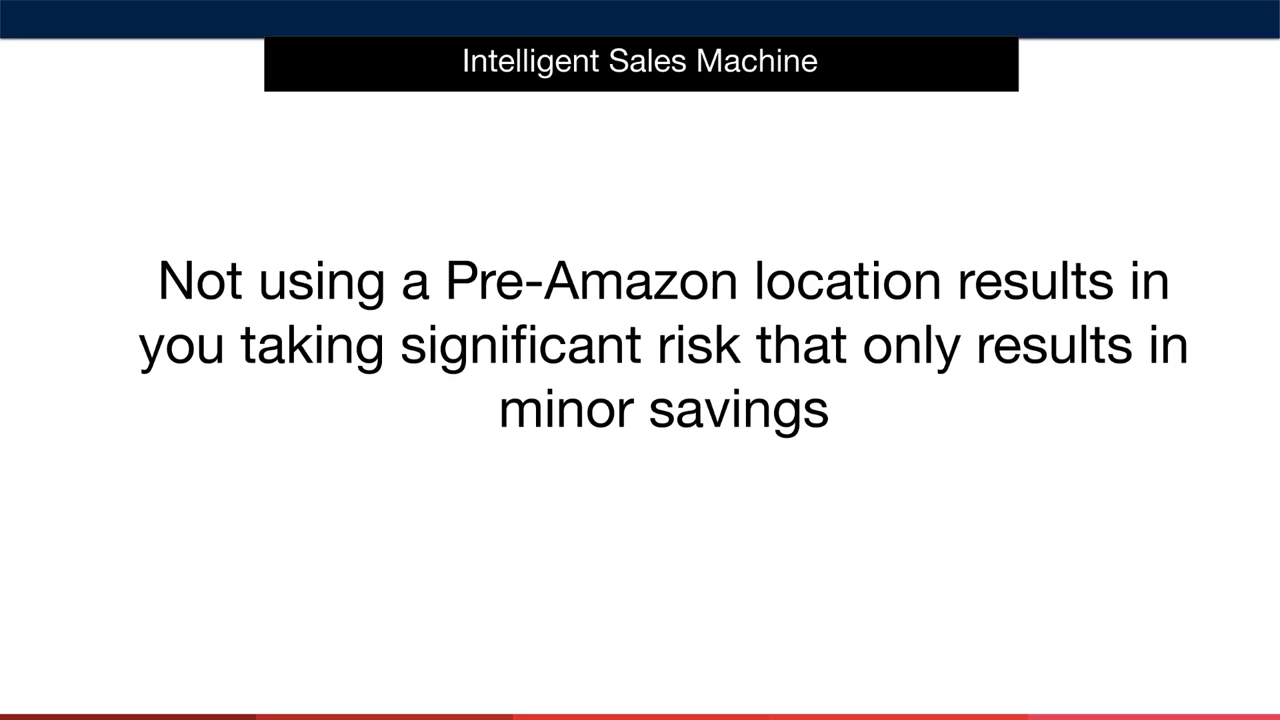 Intelligent Sales Machine
Not using a Pre-Amazon location results in
you taking significant risk that only results in
minor savings